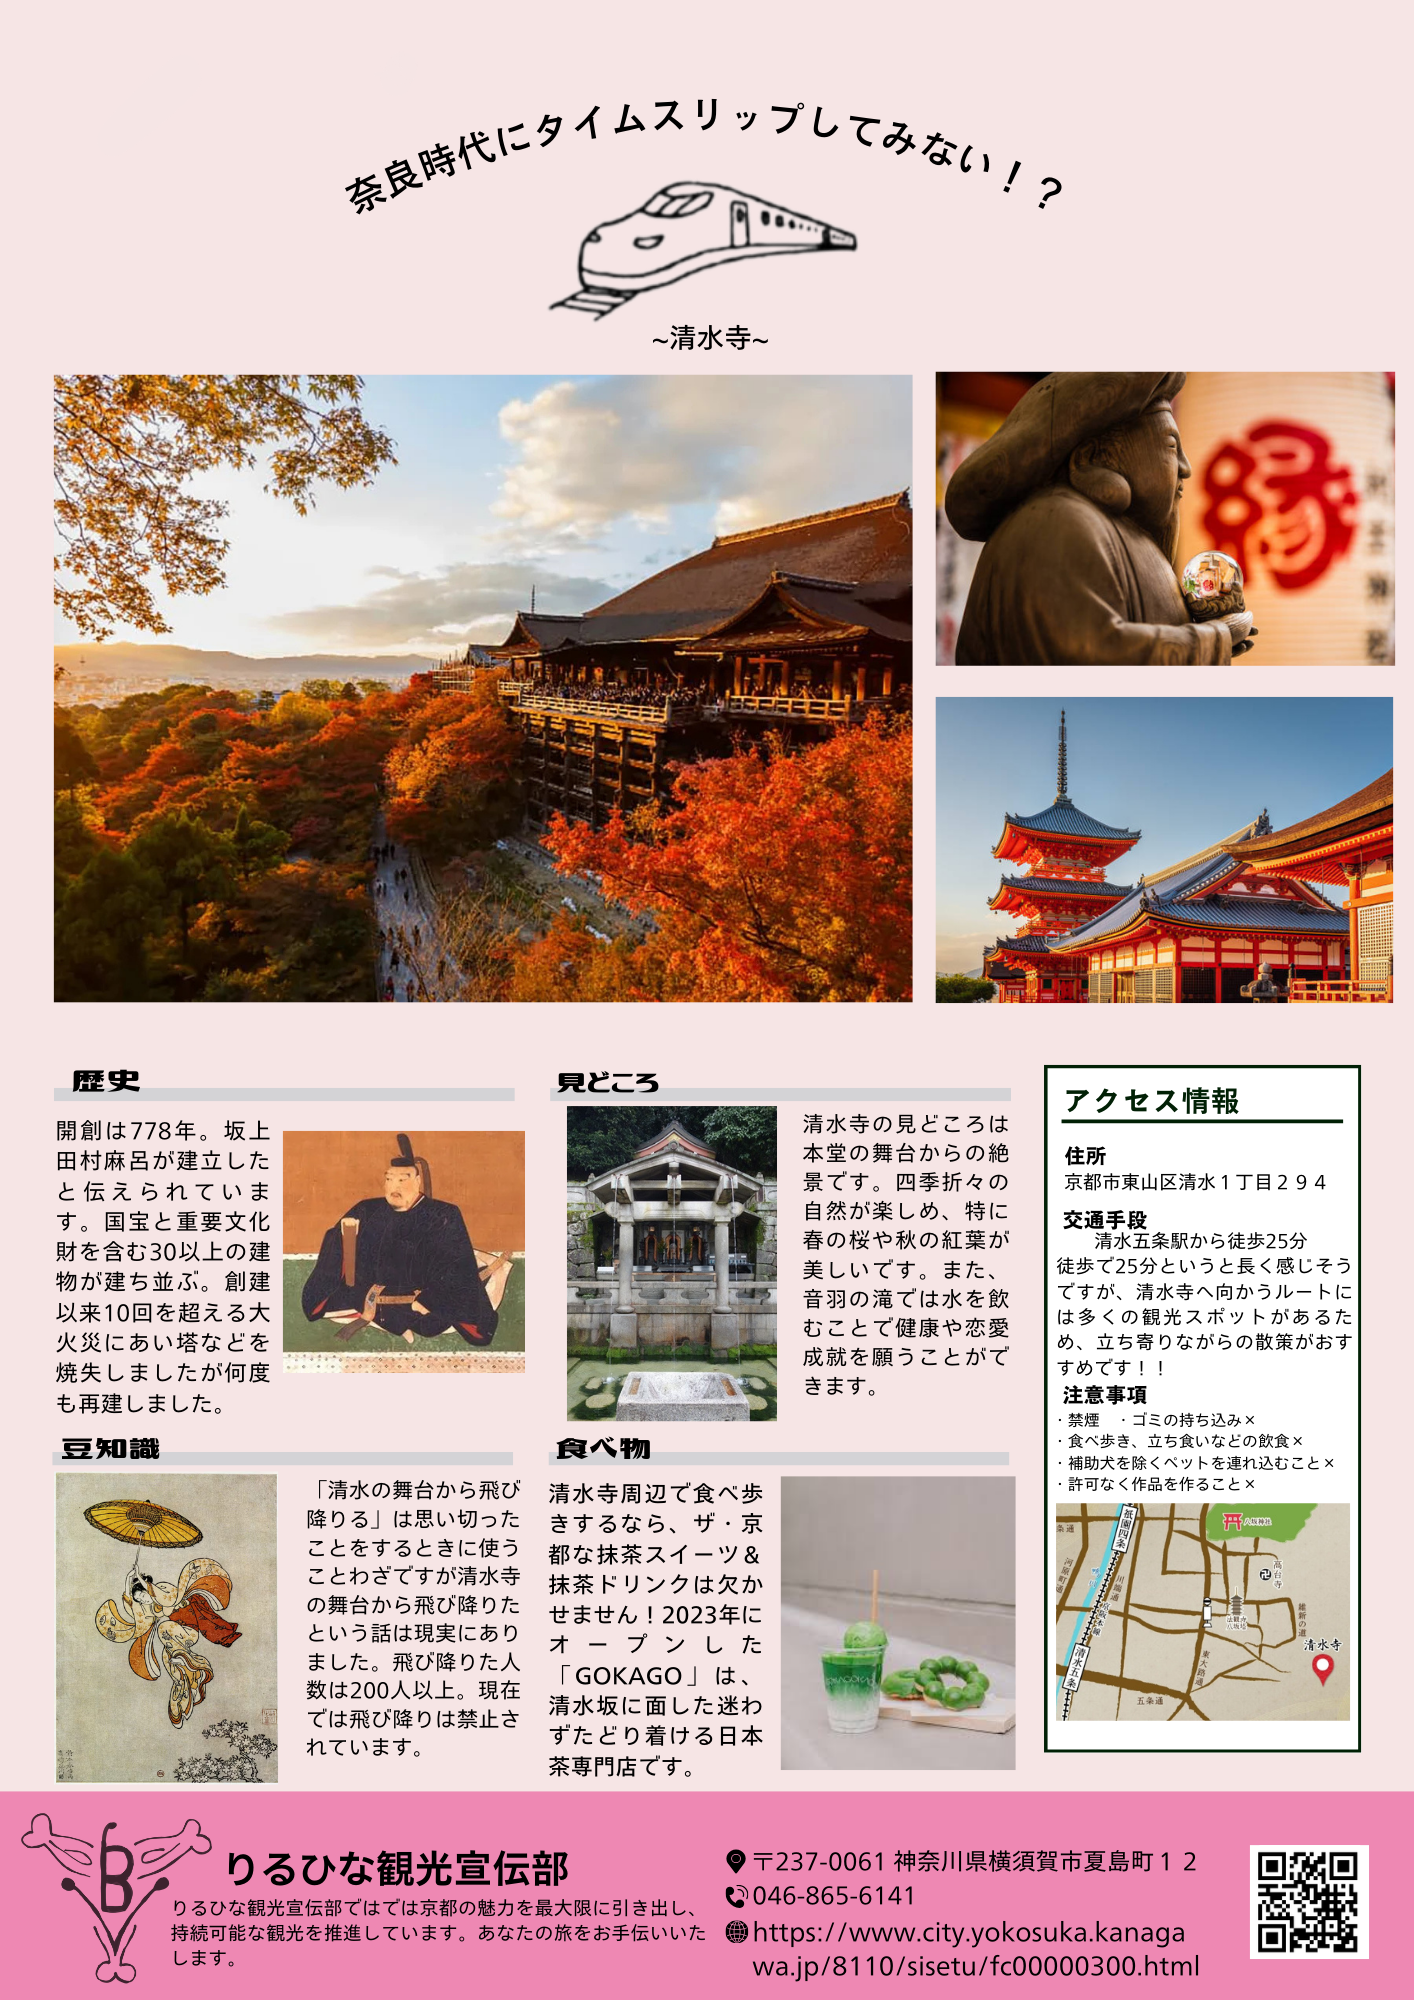 奈良時代にタイムスリップしてみない！？
~清水寺~
縁
歴史
開創は778年。坂上
田村麻呂が建立した
と伝えられていま
す。国宝と重要文化
財を含む30以上の建
物が建ち並ぶ。創建
以来10回を超える大
火災にあい塔などを
焼失しましたが何度
も再建しました。
見どころ
清水寺の見どころは
本堂の舞台からの絶
景です。四季折々の
自然が楽しめ、特に
春の桜や秋の紅葉が
美しいです。また、
音羽の滝では水を飲
むことで健康や恋愛
成就を願うことがで
きます。
豆知識
「清水の舞台から飛び
降りる」は思い切った
ことをするときに使う
ことわざですが清水寺
の舞台から飛び降りた
という話は現実にあり
ました。飛び降りた人
数は200人以上。現在
では飛び降りは禁止さ
れています。
食べ物
清水寺周辺で食べ歩
きするなら、ザ・京
都な抹茶スイーツ＆
抹茶ドリンクは欠か
せません！2023年に
オープンした
「GOKAGO」は、
清水坂に面した迷わ
ずたどり着ける日本
茶専門店です。
アクセス情報
住所
京都市東山区清水１丁目２９４
交通手段
清水五条駅から徒歩25分
徒歩で25分というと長く感じそう
ですが、清水寺へ向かうルートに
は多くの観光スポットがあるた
め、立ち寄りながらの散策がおす
すめです！！
注意事項
・禁煙　・ゴミの持ち込み×
・食べ歩き、立ち食いなどの飲食×
・補助犬を除くペットを連れ込むこと×
・許可なく作品を作ること×
祇園四条
八坂神社
条通
河原町通
川端通
京阪本線
高台寺
法観寺
八坂塔
維新の道
清水寺
清水五条
東大路通
五条通
りるひな観光宣伝部
りるひな観光宣伝部ではでは京都の魅力を最大限に引き出し、
持続可能な観光を推進しています。あなたの旅をお手伝いいた
します。
B
〒237-0061 神奈川県横須賀市夏島町１２
046-865-6141
https://www.city.yokosuka.kanaga
wa.jp/8110/sisetu/fc00000300.html